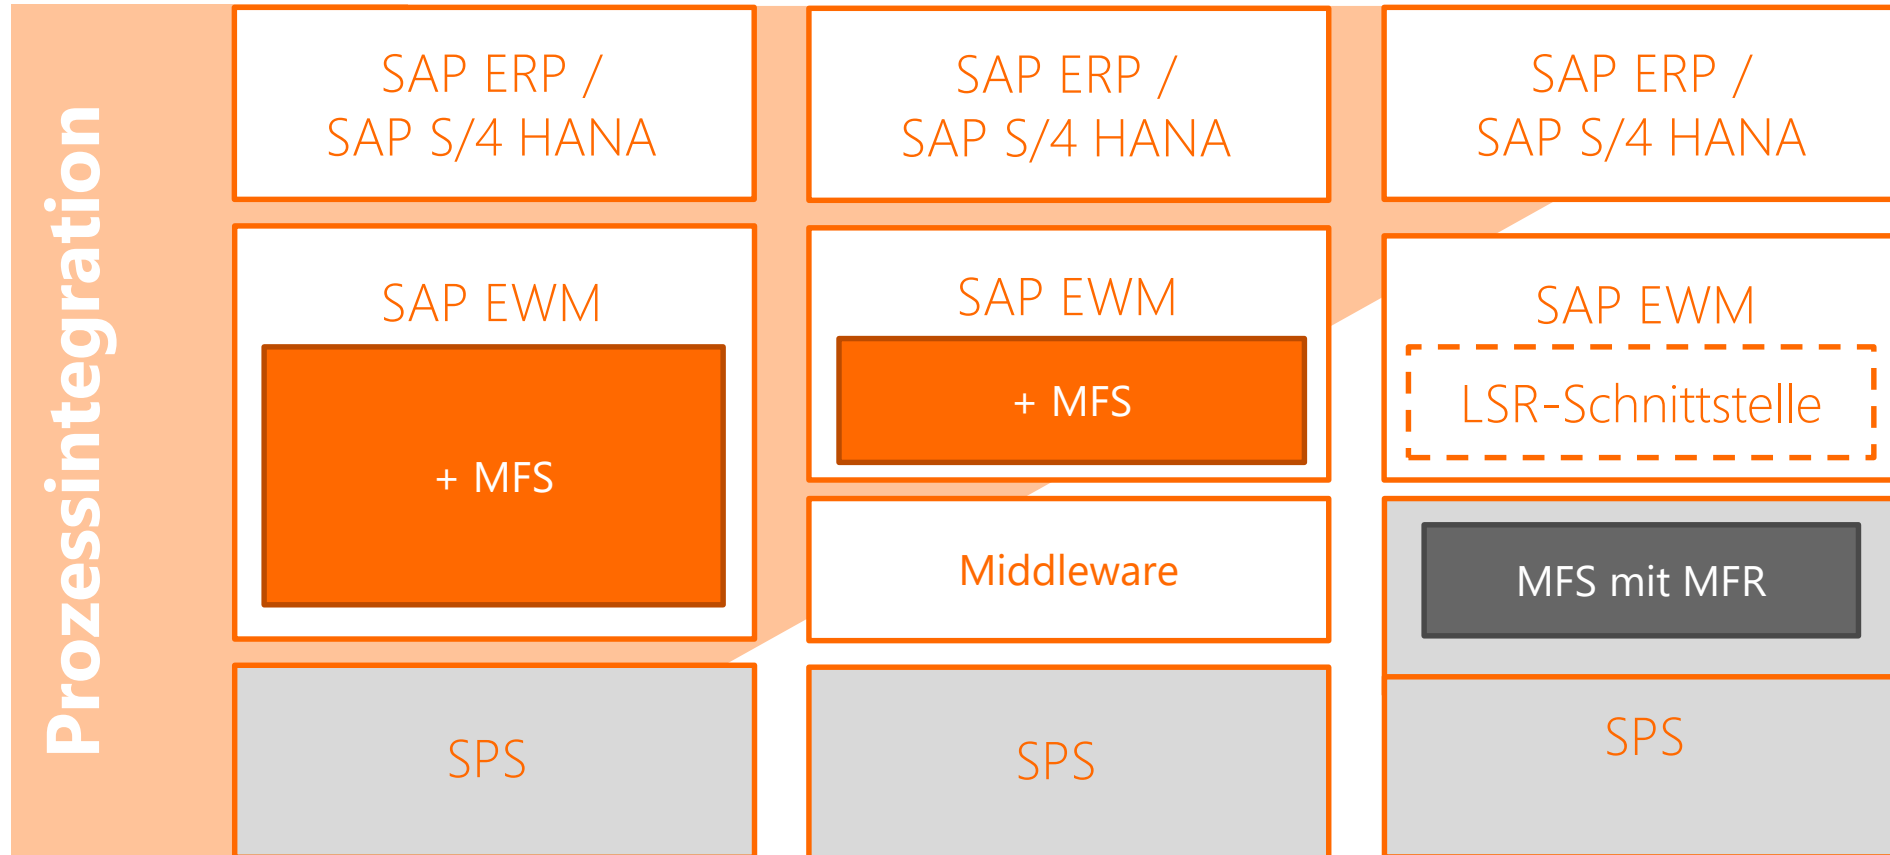 Prozessintegration
SAP ERP /
SAP S/4 HANA
SAP EWM
+ MFS
SPS
SAP ERP /
SAP S/4 HANA
SAP EWM
+ MFS
Middleware
SPS
SAP ERP /
SAP S/4 HANA
SAP EWM
LSR-Schnittstelle
MFS mit MFR
SPS